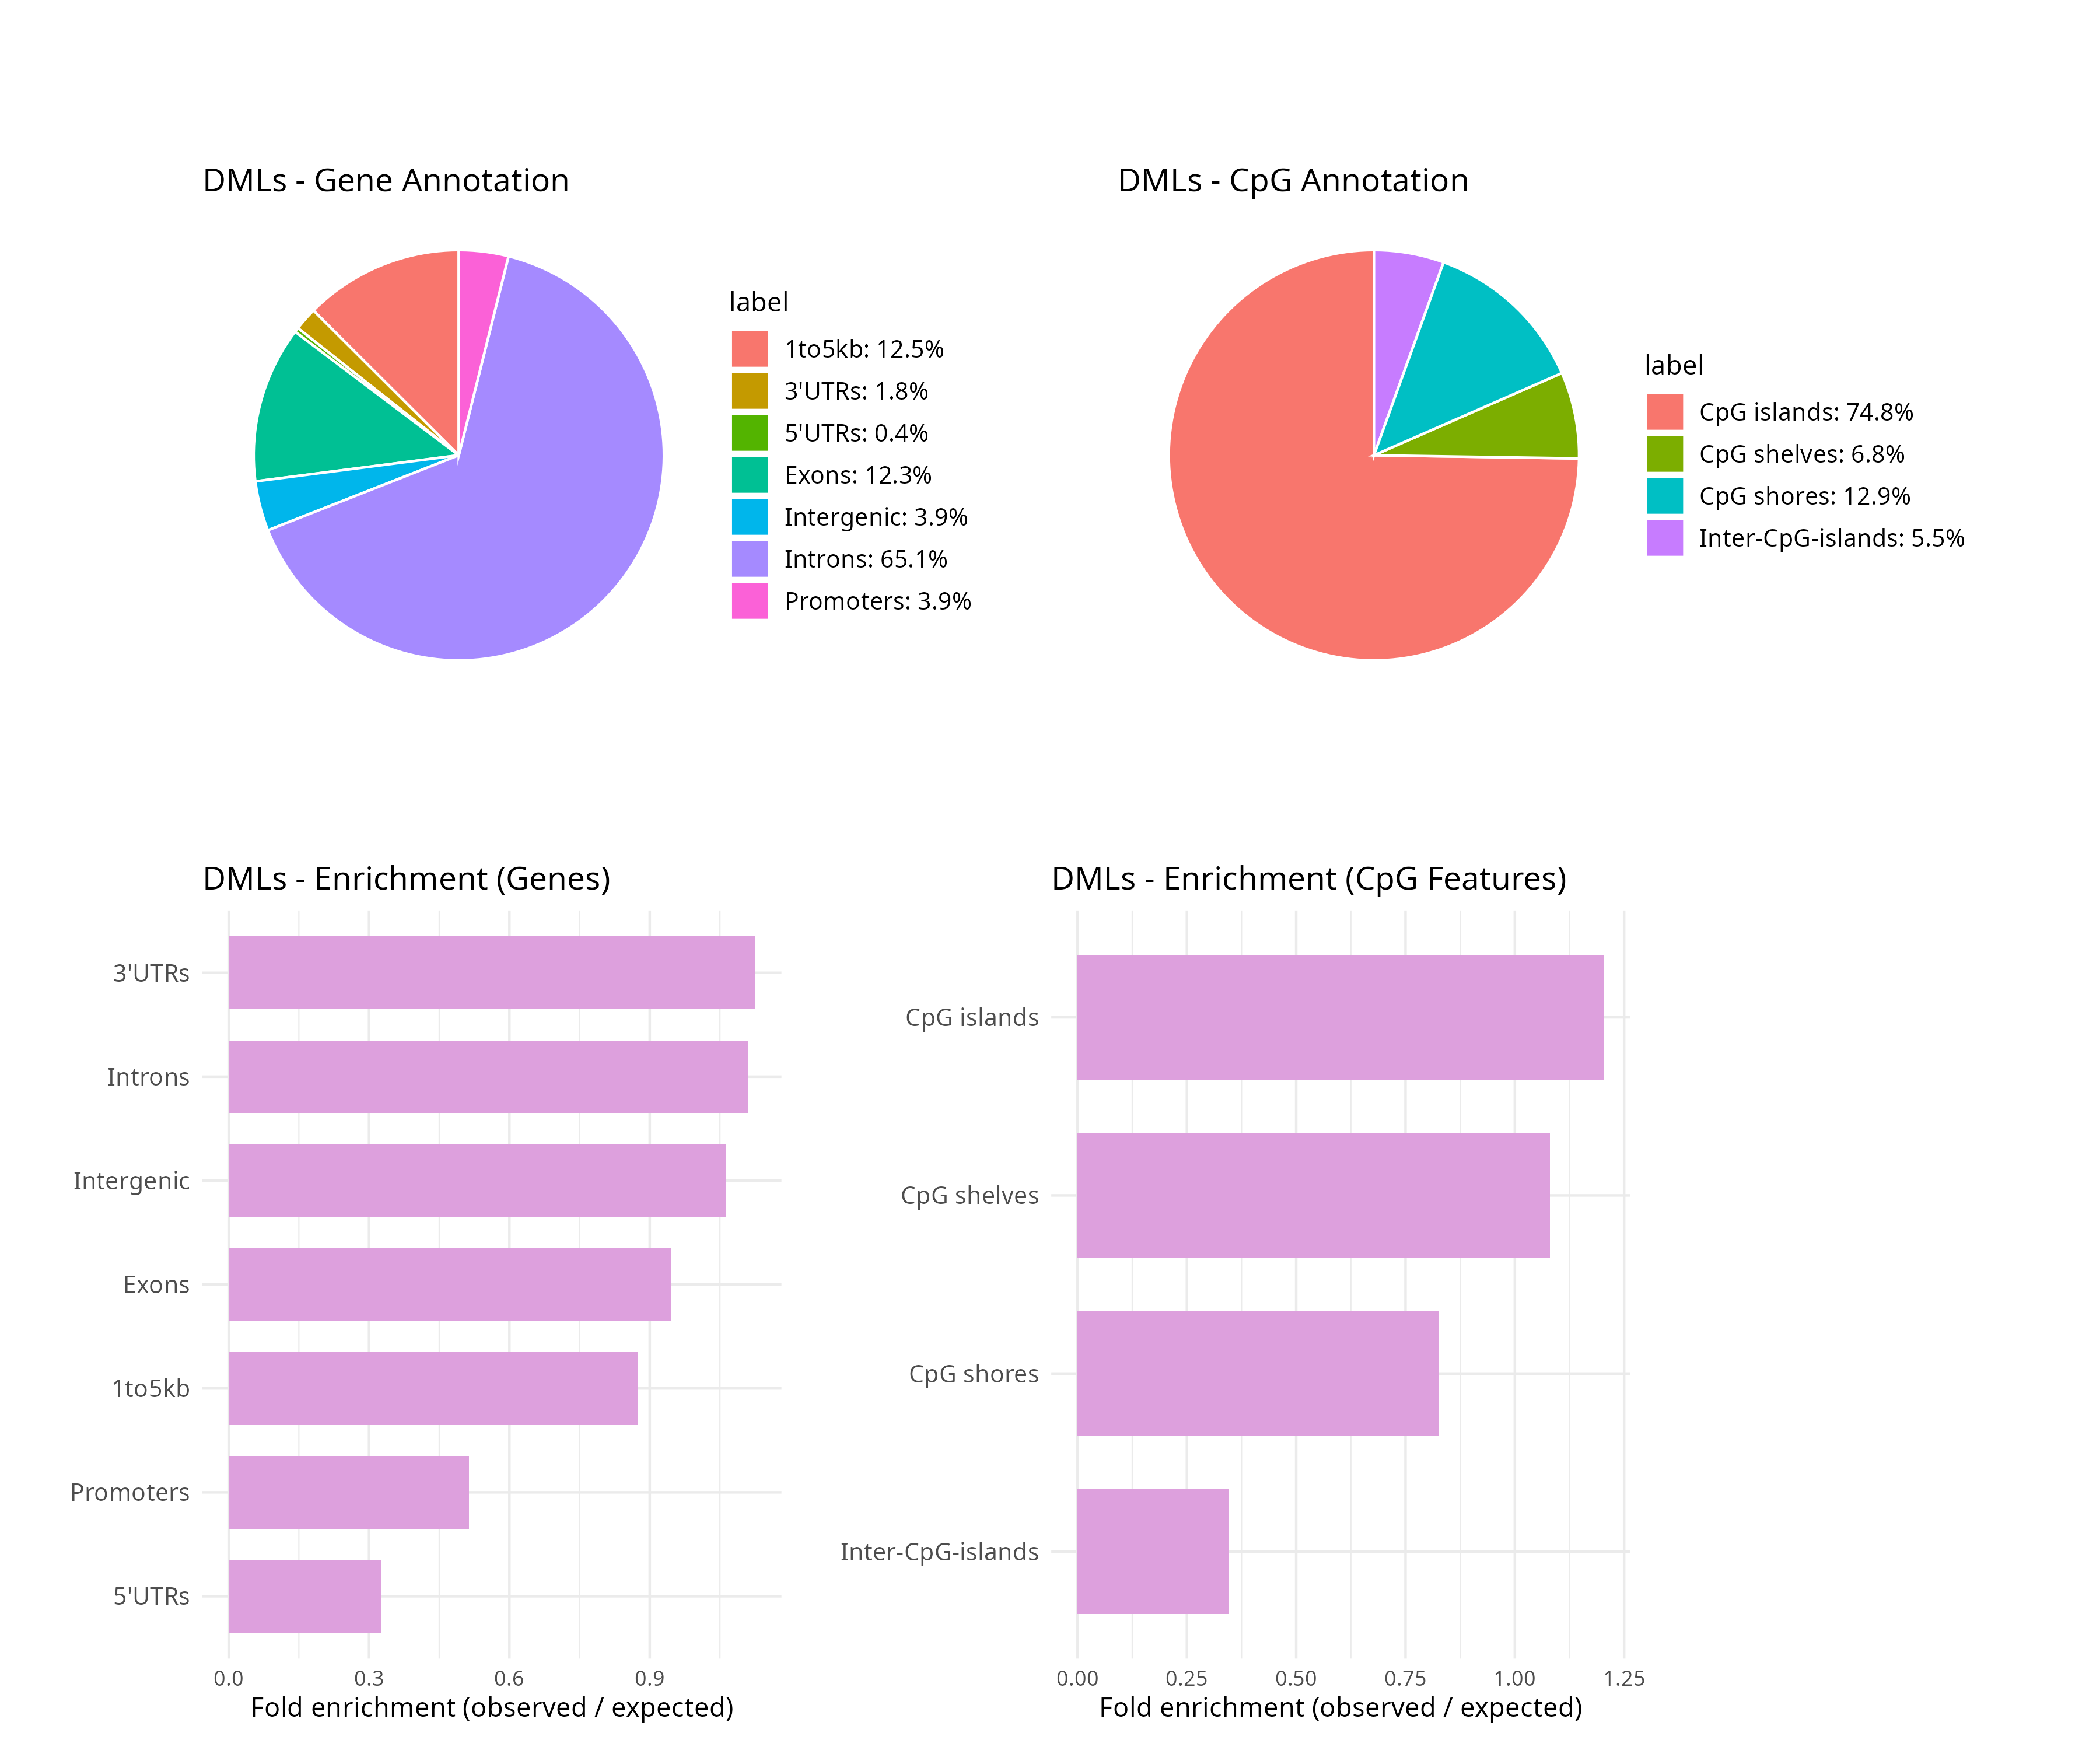 DMLs - Gene Annotation
label
1to5kb: 12.5%
3'UTRs: 1.8%
5'UTRs: 0.4%
Exons: 12.3%
Intergenic: 3.9%
Introns: 65.1%
Promoters: 3.9%
DMLs - CpG Annotation
label
CpG islands: 74.8%
CpG shelves: 6.8%
CpG shores: 12.9%
Inter-CpG-islands: 5.5%
DMLs - Enrichment (Genes)
3'UTRs
Introns
Intergenic
Exons
1to5kb
Promoters
5'UTRs
0.0 0.3 0.6 0.9
Fold enrichment (observed / expected)
DMLs - Enrichment (CpG Features)
CpG islands
CpG shelves
CpG shores
Inter-CpG-islands
0.00 0.25 0.50 0.75 1.00 1.25
Fold enrichment (observed / expected)